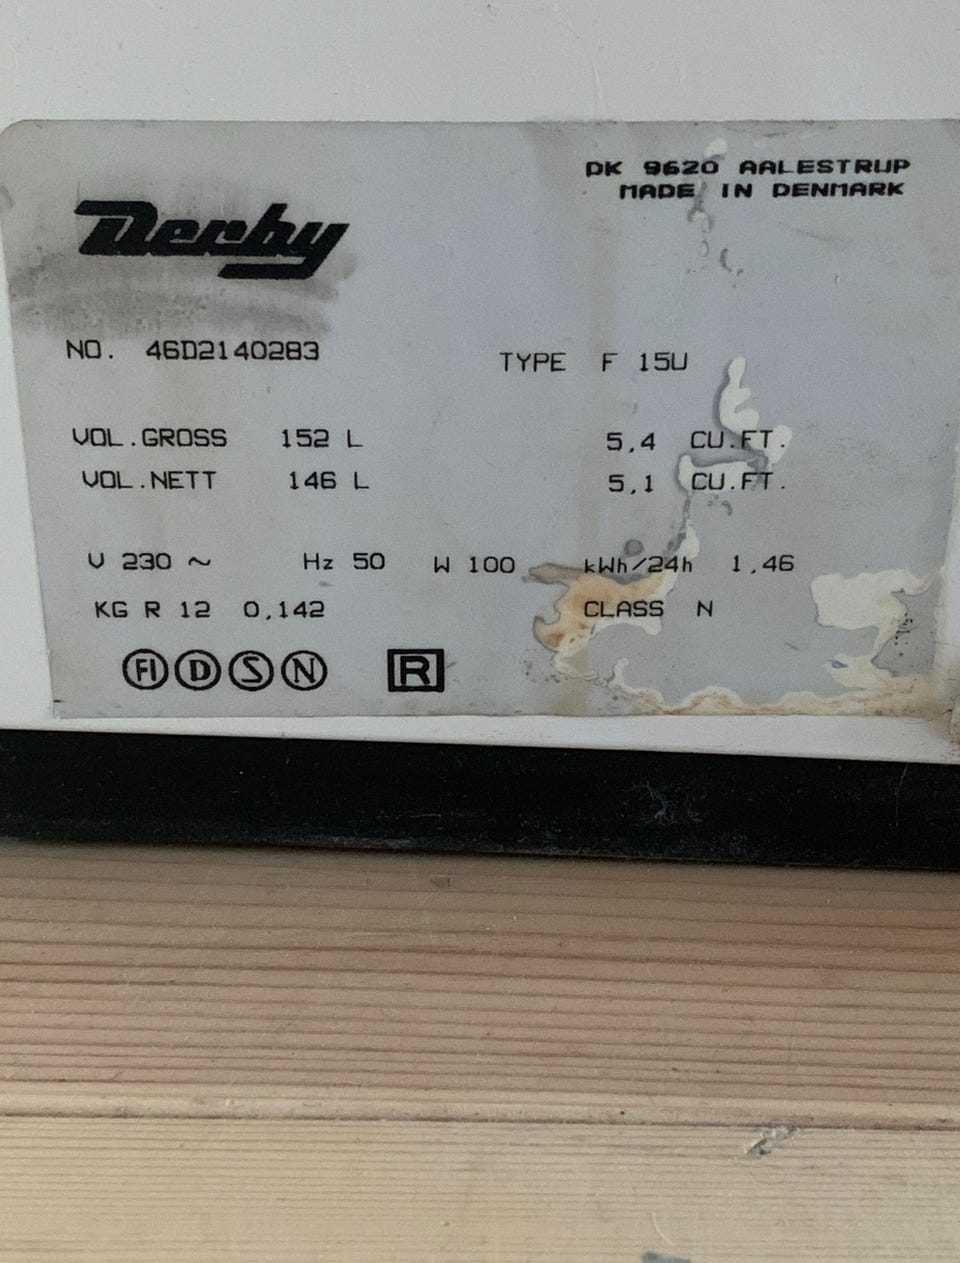 Derby
DK 9620 AALESTRUP
MADE IN DENMARK
NO. 46D2140283
TYPE F 15U
VOL.GROSS 152 L 5,4 CU.FT.
VOL.NETT 146 L 5,1 CU.FT.
V 230 ~ Hz 50 W 100 kWh/24h 1,46
KG R 12 0,142 CLASS N
FI D S N R